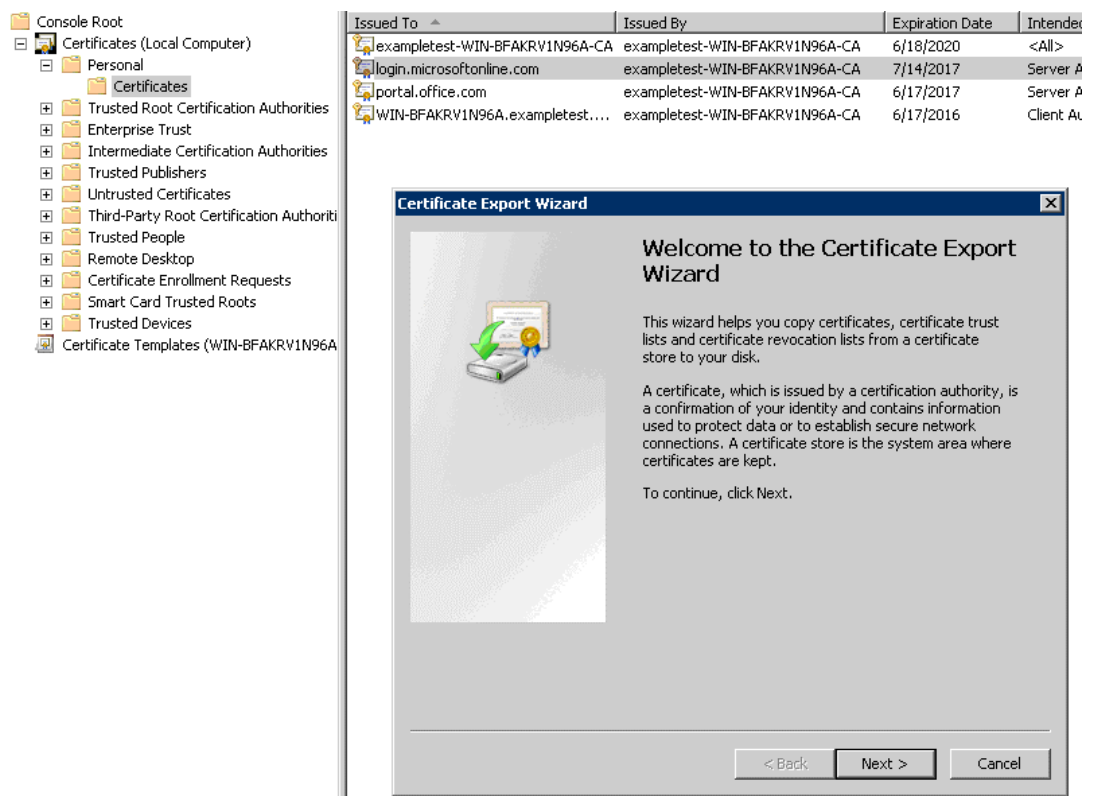 Console Root
Certificates (Local Computer)
Personal
Certificates
Trusted Root Certification Authorities
Enterprise Trust
Intermediate Certification Authorities
Trusted Publishers
Untrusted Certificates
Third-Party Root Certification Authoriti
Trusted People
Remote Desktop
Certificate Enrollment Requests
Smart Card Trusted Roots
Trusted Devices
Certificate Templates (WIN-BFAKRV1N96A
Issued To Issued By Expiration Date Intended
exampletest-WIN-BFAKRV1N96A-CA exampletest-WIN-BFAKRV1N96A-CA 6/18/2020 <All>
login.microsoftonline.com exampletest-WIN-BFAKRV1N96A-CA 7/14/2017 Server A
portal.office.com exampletest-WIN-BFAKRV1N96A-CA 6/17/2017 Server A
WIN-BFAKRV1N96A.exampletest.... exampletest-WIN-BFAKRV1N96A-CA 6/17/2016 Client Au
Certificate Export Wizard
Welcome to the Certificate Export
Wizard
This wizard helps you copy certificates, certificate trust
lists and certificate revocation lists from a certificate
store to your disk.
A certificate, which is issued by a certification authority, is
a confirmation of your identity and contains information
used to protect data or to establish secure network
connections. A certificate store is the system area where
certificates are kept.
To continue, click Next.
< Back Next > Cancel